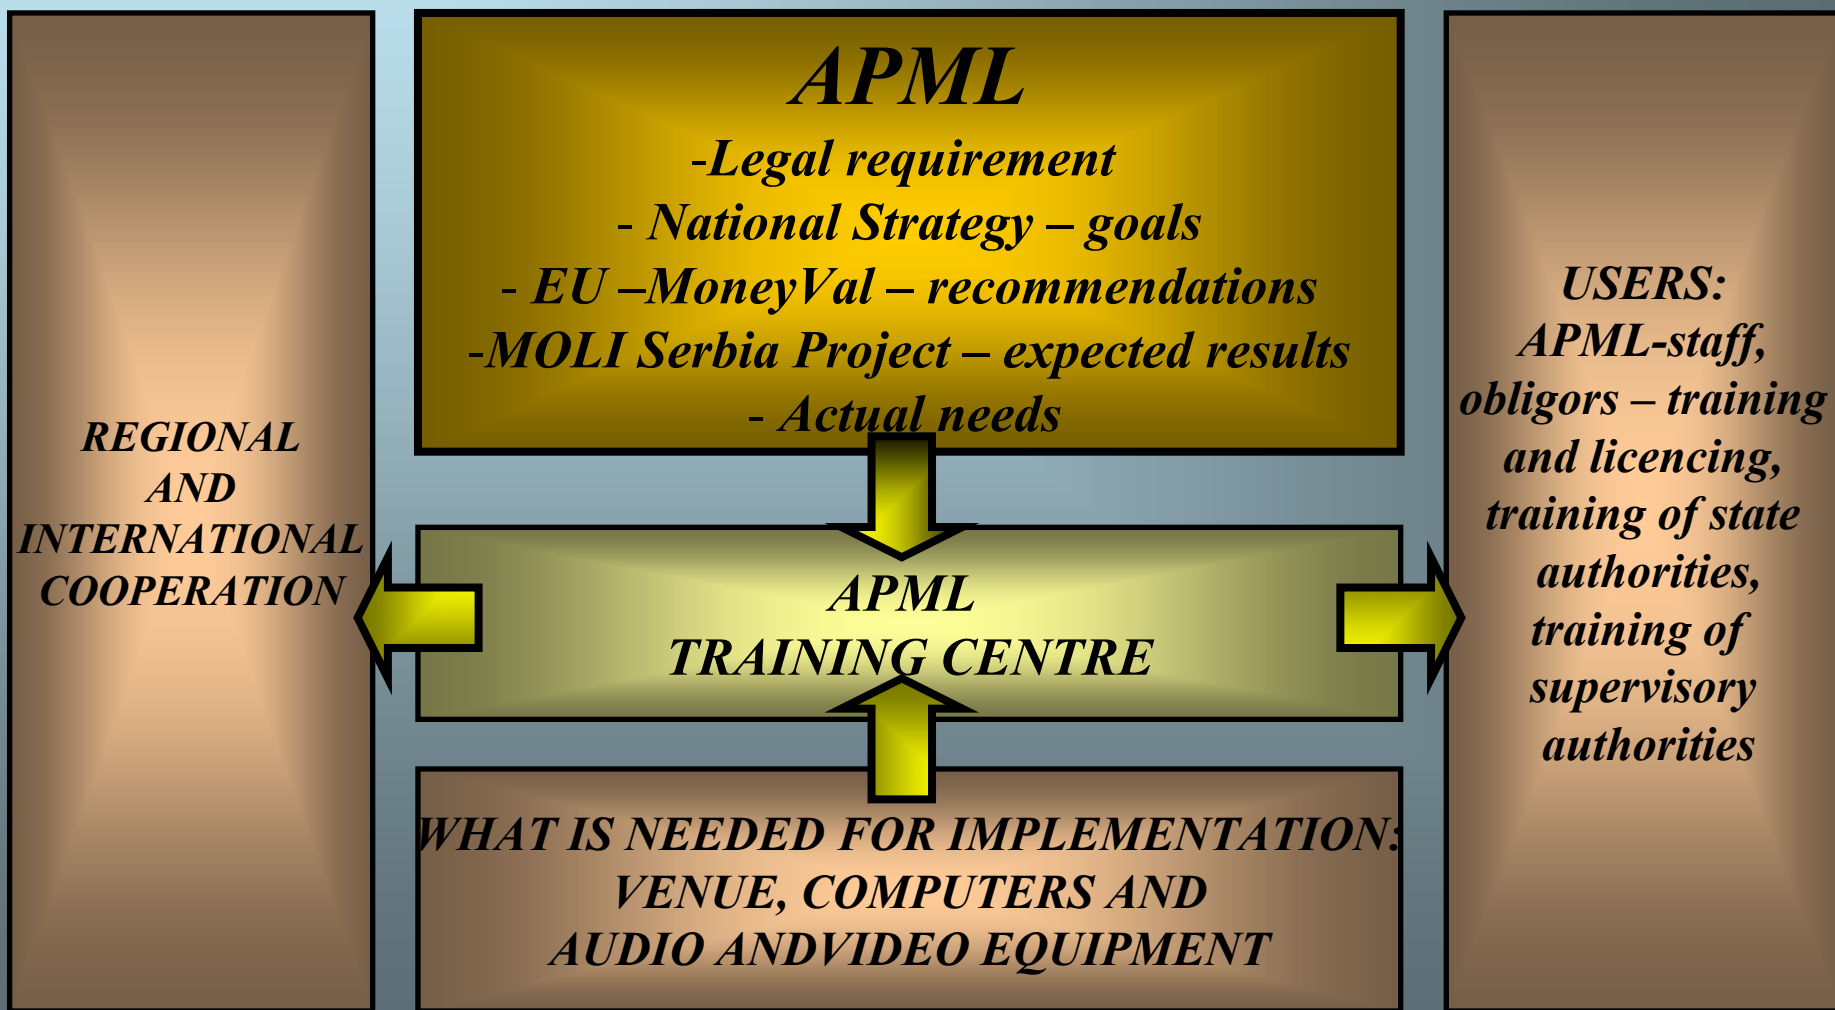 APML
-Legal requirement
- National Strategy – goals
- EU –MoneyVal – recommendations
-MOLI Serbia Project – expected results
- Actual needs
REGIONAL
AND
INTERNATIONAL
COOPERATION
APML
TRAINING CENTRE
USERS:
APML-staff,
obligors – training
and licencing,
training of state
authorities,
training of
supervisory
authorities
WHAT IS NEEDED FOR IMPLEMENTATION:
VENUE, COMPUTERS AND
AUDIO ANDVIDEO EQUIPMENT